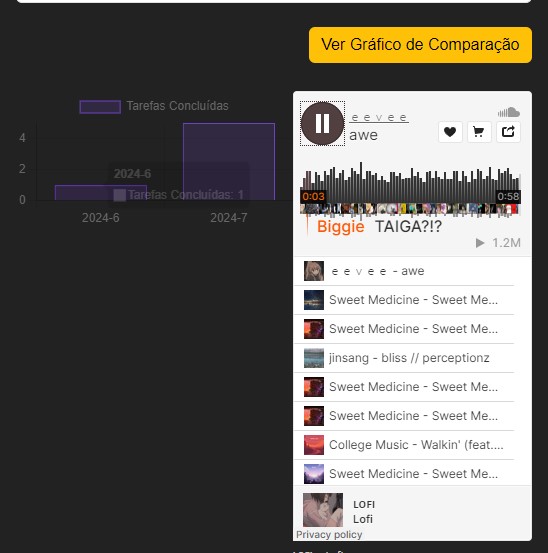 Ver Gráfico de Comparação
Tarefas Concluídas
4
2
0
2024-6
Tarefas Concluídas: 1
2024-6
2024-7
ｅｅｖｅｅ
awe
0:03
0:58
Biggie TAIGA?!?
1.2M
ｅｅｖｅｅ - awe
Sweet Medicine - Sweet Me...
Sweet Medicine - Sweet Me...
jinsang - bliss // perceptionz
Sweet Medicine - Sweet Me...
Sweet Medicine - Sweet Me...
College Music - Walkin' (feat....
Sweet Medicine - Sweet Me...
LOFI
Lofi
Privacy policy